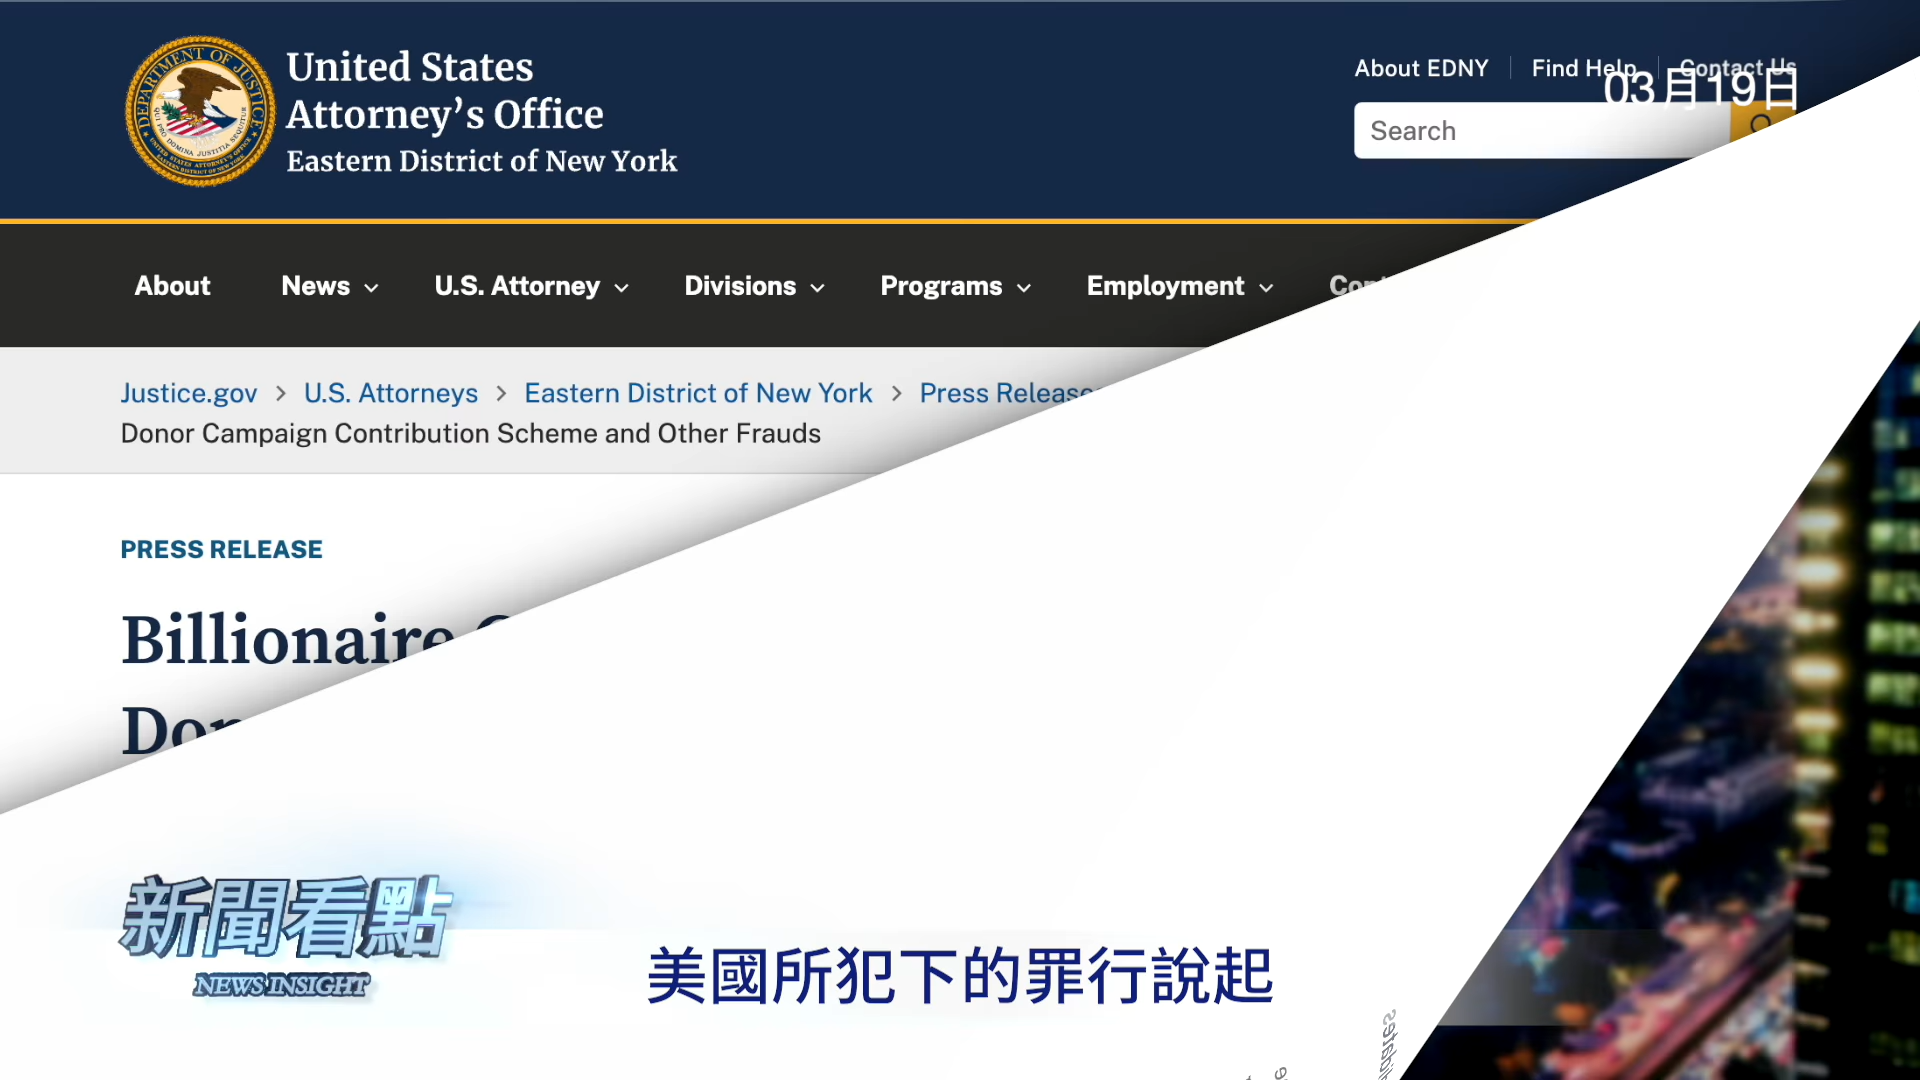 United States
Attorney’s Office
Eastern District of New York
About EDNY
Find Help
Contact Us
03月19日
Search
About
News
U.S. Attorney
Divisions
Programs
Employment
Justice.gov > U.S. Attorneys > Eastern District of New York > Press Releases
Donor Campaign Contribution Scheme and Other Frauds
PRESS RELEASE
Billionaire
新聞看點
NEWS INSIGHT
美國所犯下的罪行說起